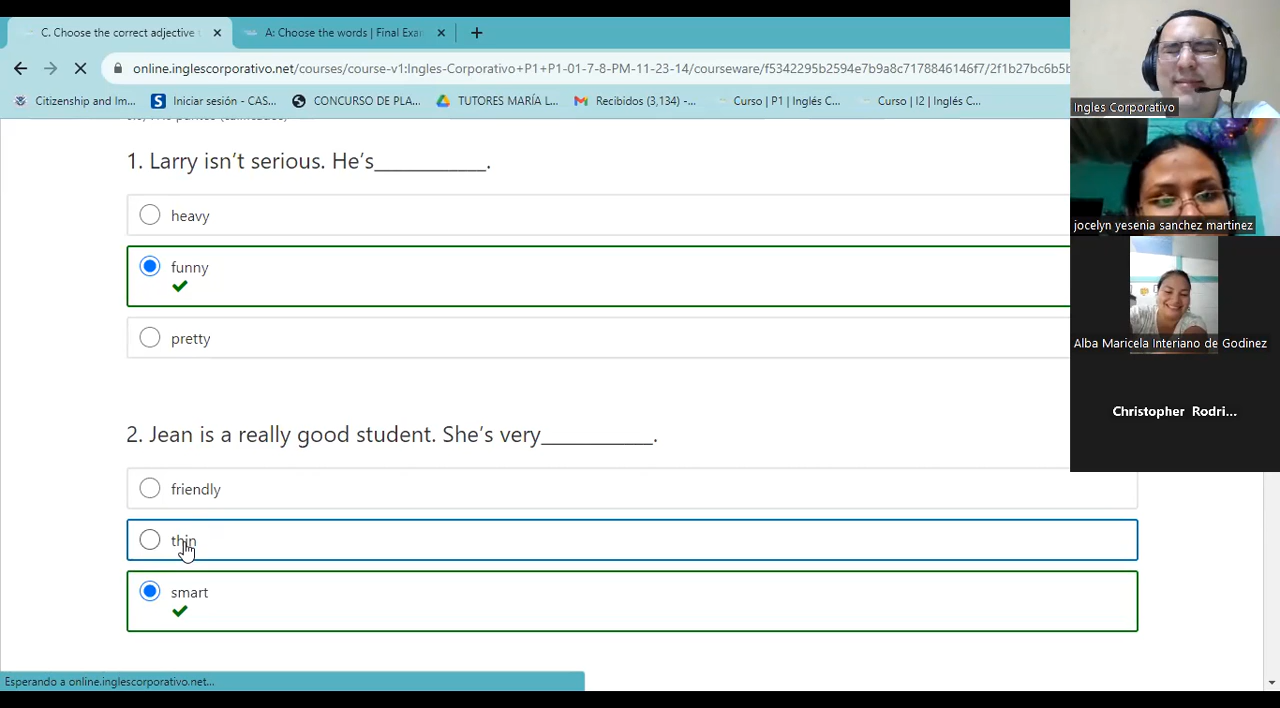 C. Choose the correct adjective
A: Choose the words | Final Exa
online.inglescorporativo.net/courses/course-v1:Ingles-Corporativo+P1+P1-01-7-8-PM-11-23-14/courseware/f5342295b2594e7b9a8c7178846146f7/2f1b27bc6b5b
Citizenship and Im...
Iniciar sesión - CAS...
CONCURSO DE PLA...
TUTORES MARÍA L...
Recibidos (3,134) -...
Curso | P1 | Inglés C...
Curso | I2 | Inglés C...
1. Larry isn’t serious. He’s____________.
heavy
funny
pretty
2. Jean is a really good student. She’s very____________.
friendly
thin
smart
Esperando a online.inglescorporativo.net...
Ingles Corporativo
jocelyn yesenia sanchez martinez
Alba Maricela Interiano de Godinez
Christopher Rodri...